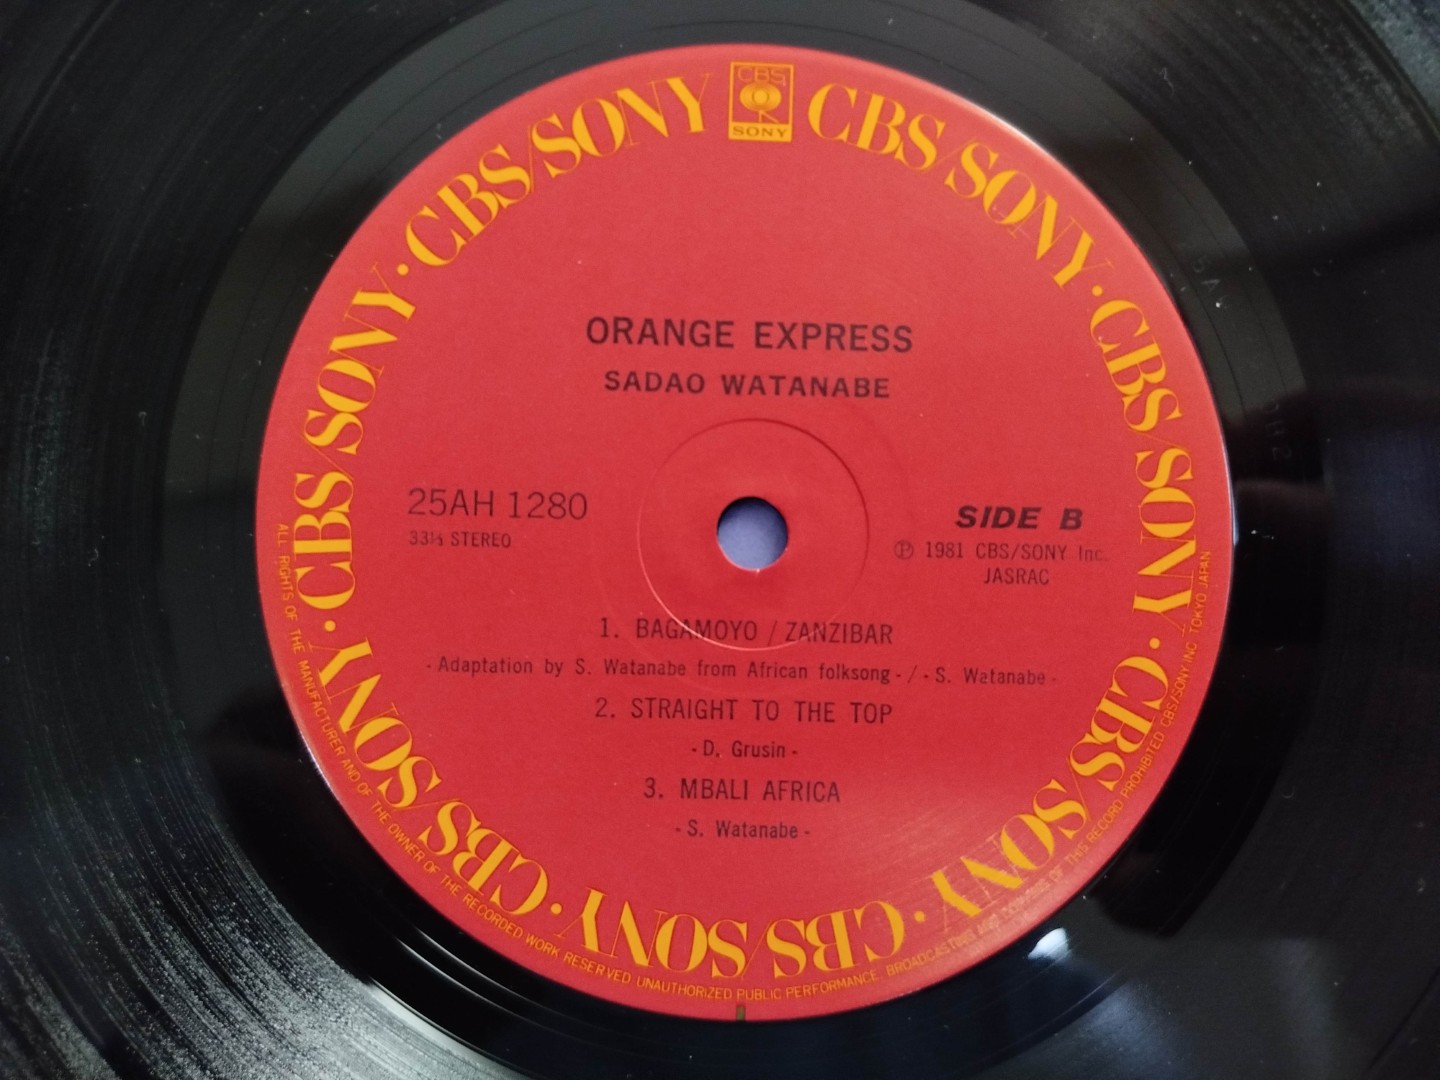 CBS
SONY
CBS/SONY · CBS/SONY · CBS/SONY · CBS/SONY · CBS/SONY · CBS/SONY · CBS/SONY · CBS/SONY
ORANGE EXPRESS
SADAO WATANABE
25AH 1280
33⅓ STEREO
SIDE B
Ⓟ 1981 CBS/SONY Inc.
JASRAC
1. BAGAMOYO / ZANZIBAR
- Adaptation by S. Watanabe from African folksong - / - S. Watanabe -
2. STRAIGHT TO THE TOP
- D. Grusin -
3. MBALI AFRICA
- S. Watanabe -
ALL RIGHTS OF THE MANUFACTURER AND OF THE OWNER OF THE RECORDED WORK RESERVED. UNAUTHORIZED PUBLIC PERFORMANCE. BROADCASTING AND COPYING OF THIS RECORD PROHIBITED CBS/SONY INC. TOKYO JAPAN